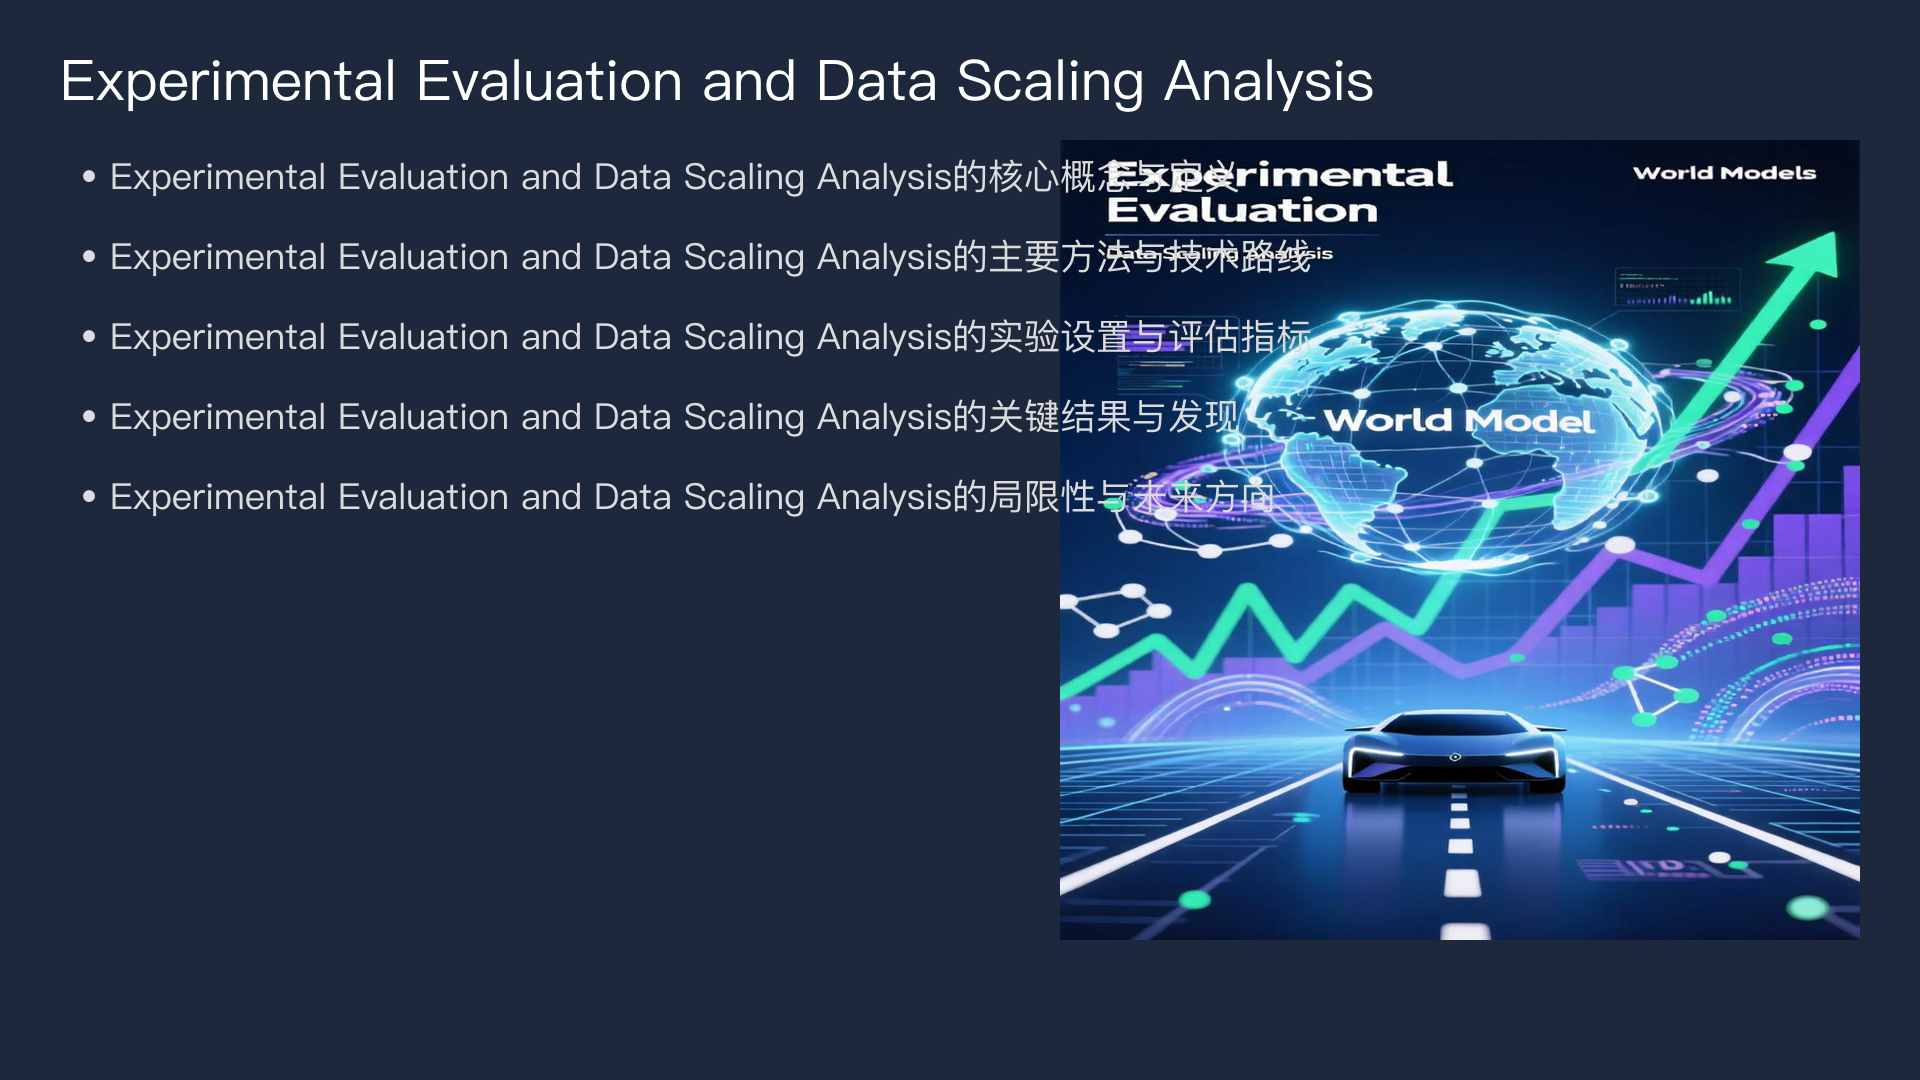 Experimental Evaluation and Data Scaling Analysis
Experimental Evaluation and Data Scaling Analysis的核心概念与定义
Experimental Evaluation and Data Scaling Analysis的主要方法与技术路线
Experimental Evaluation and Data Scaling Analysis的实验设置与评估指标
Experimental Evaluation and Data Scaling Analysis的关键结果与发现
Experimental Evaluation and Data Scaling Analysis的局限性与未来方向
Experimental
Evaluation
Data Scaling Analysis
World Models
World Model